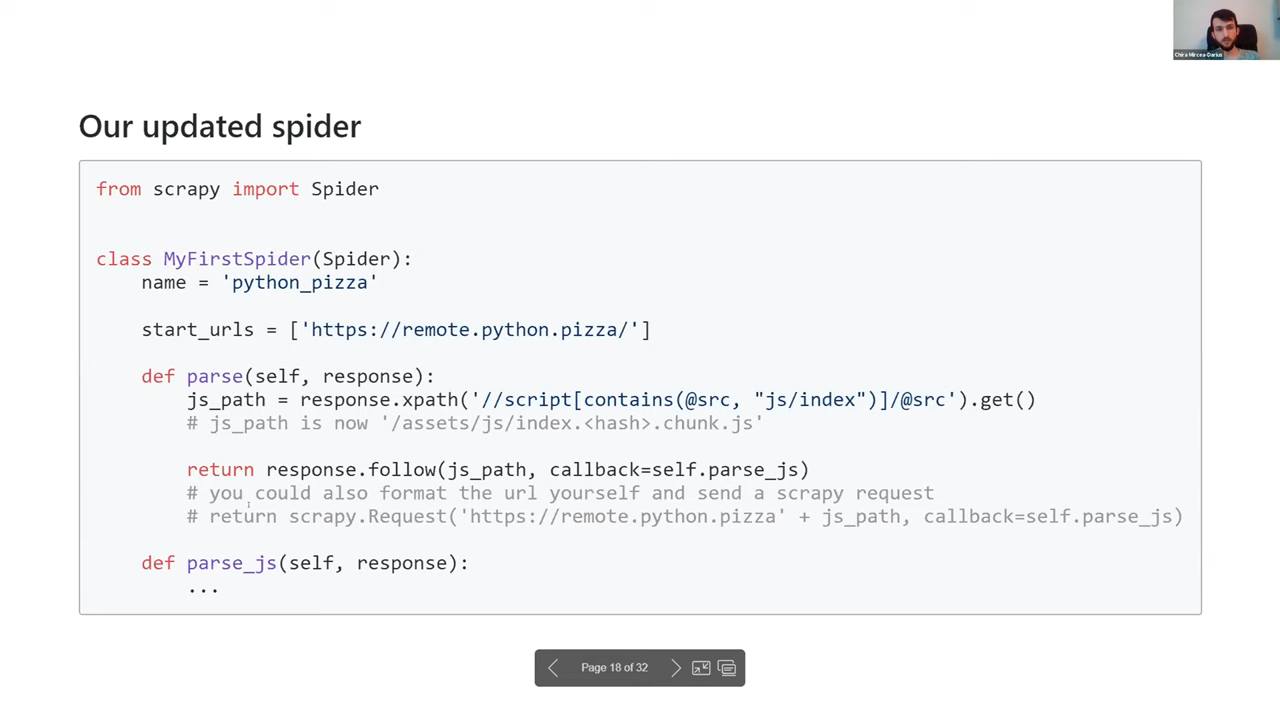 Chira Mircea-Darius
Our updated spider
from scrapy import Spider
class MyFirstSpider(Spider):
name = 'python_pizza'
start_urls = ['https://remote.python.pizza/']
def parse(self, response):
js_path = response.xpath('//script[contains(@src, "js/index")]/@src').get()
# js_path is now '/assets/js/index.<hash>.chunk.js'
return response.follow(js_path, callback=self.parse_js)
# you could also format the url yourself and send a scrapy request
# return scrapy.Request('https://remote.python.pizza' + js_path, callback=self.parse_js)
def parse_js(self, response):
...
Page 18 of 32